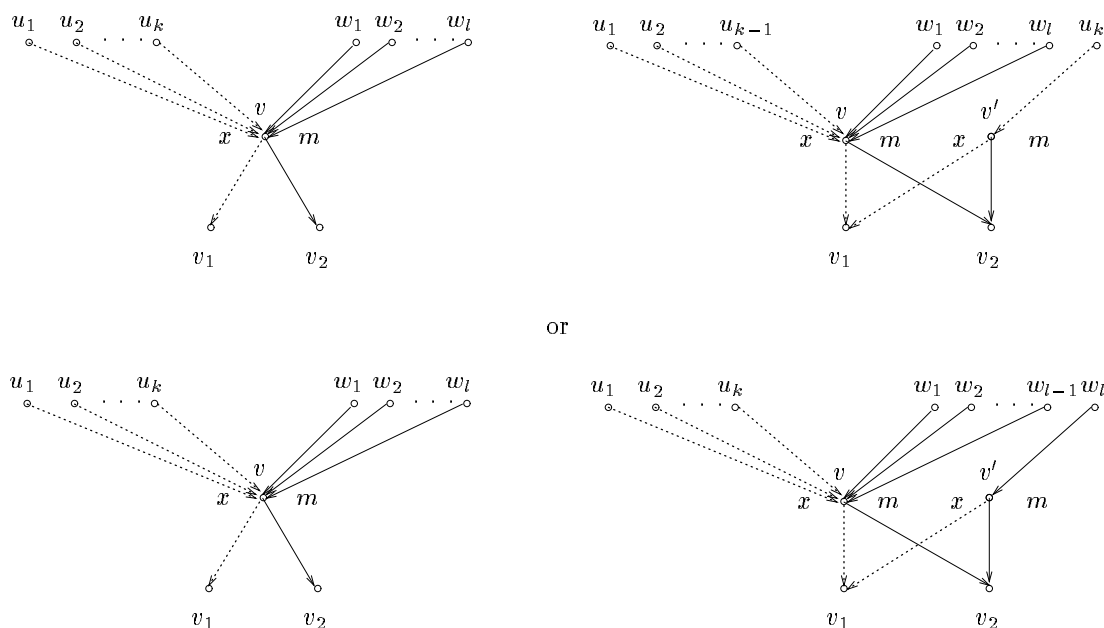 u₁ u₂ · · · uₖ w₁ w₂ · · · wₗ
u₁ u₂ · · · uₖ₋₁ w₁ w₂ · · · wₗ uₖ
v
x m
v₁ v₂
v v′
x m x m
v₁ v₂
or
u₁ u₂ · · · uₖ w₁ w₂ · · · wₗ
u₁ u₂ · · · uₖ w₁ w₂ · · · wₗ₋₁ wₗ
v
x m
v₁ v₂
v v′
x m x m
v₁ v₂